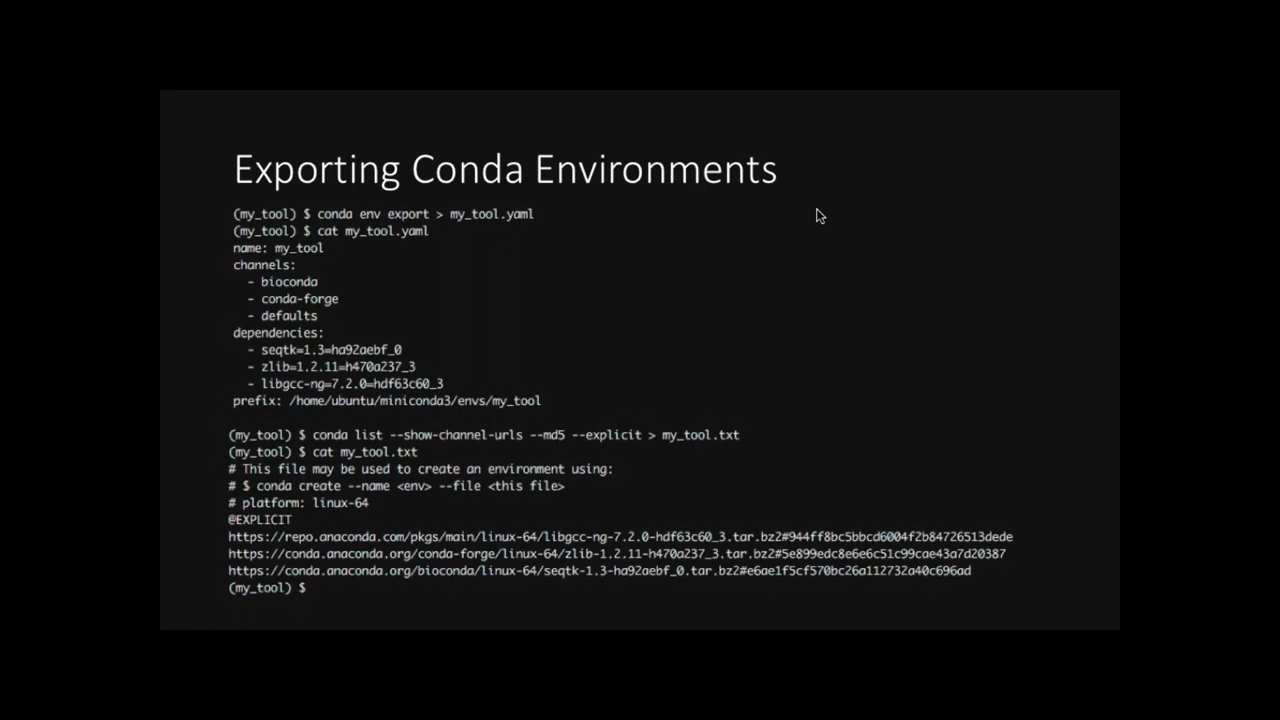 Exporting Conda Environments
(my_tool) $ conda env export > my_tool.yaml
(my_tool) $ cat my_tool.yaml
name: my_tool
channels:
  - bioconda
  - conda-forge
  - defaults
dependencies:
  - seqtk=1.3=ha92aebf_0
  - zlib=1.2.11=h470a237_3
  - libgcc-ng=7.2.0=hdf63c60_3
prefix: /home/ubuntu/miniconda3/envs/my_tool
(my_tool) $ conda list --show-channel-urls --md5 --explicit > my_tool.txt
(my_tool) $ cat my_tool.txt
# This file may be used to create an environment using:
# $ conda create --name <env> --file <this file>
# platform: linux-64
@EXPLICIT
https://repo.anaconda.com/pkgs/main/linux-64/libgcc-ng-7.2.0-hdf63c60_3.tar.bz2#944ff8bc5bbcd6004f2b84726513dede
https://conda.anaconda.org/conda-forge/linux-64/zlib-1.2.11-h470a237_3.tar.bz2#5e899edc8e6e6c51c99cae43a7d20387
https://conda.anaconda.org/bioconda/linux-64/seqtk-1.3-ha92aebf_0.tar.bz2#e6ae1f5cf570bc26a112732a40c696ad
(my_tool) $